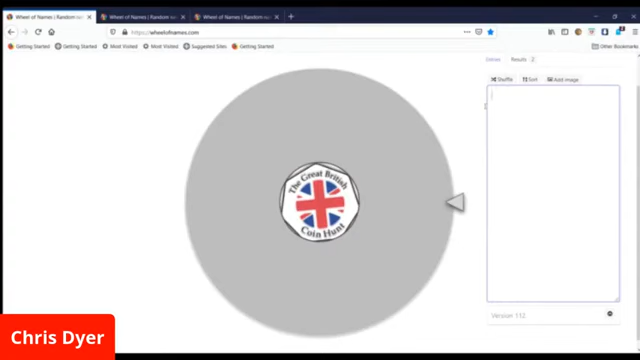 Wheel of Names | Random na
Wheel of Names | Random na
Wheel of Names | Random na
https://wheelofnames.com
Getting Started
Getting Started
Most Visited
Most Visited
Suggested Sites
Getting Started
Other Bookmarks
Entries
Results 2
Shuffle
Sort
Add image
The Great British
Coin Hunt
Version 112
Chris Dyer